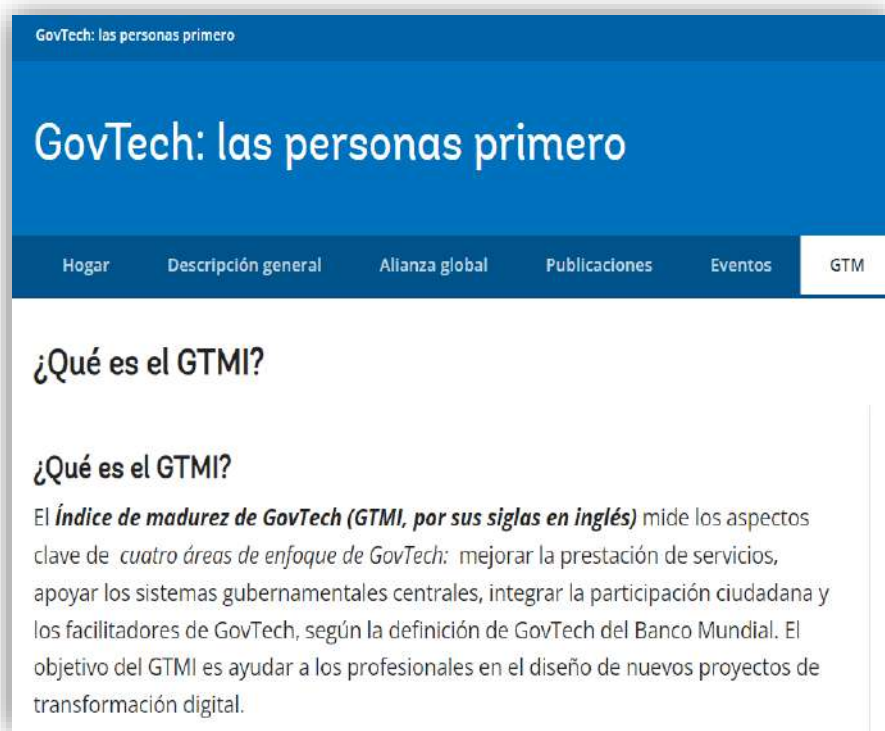 GovTech: las personas primero
GovTech: las personas primero
Hogar Descripción general Alianza global Publicaciones Eventos GTM
¿Qué es el GTMI?
¿Qué es el GTMI?
El Índice de madurez de GovTech (GTMI, por sus siglas en inglés) mide los aspectos
clave de cuatro áreas de enfoque de GovTech: mejorar la prestación de servicios,
apoyar los sistemas gubernamentales centrales, integrar la participación ciudadana y
los facilitadores de GovTech, según la definición de GovTech del Banco Mundial. El
objetivo del GTMI es ayudar a los profesionales en el diseño de nuevos proyectos de
transformación digital.